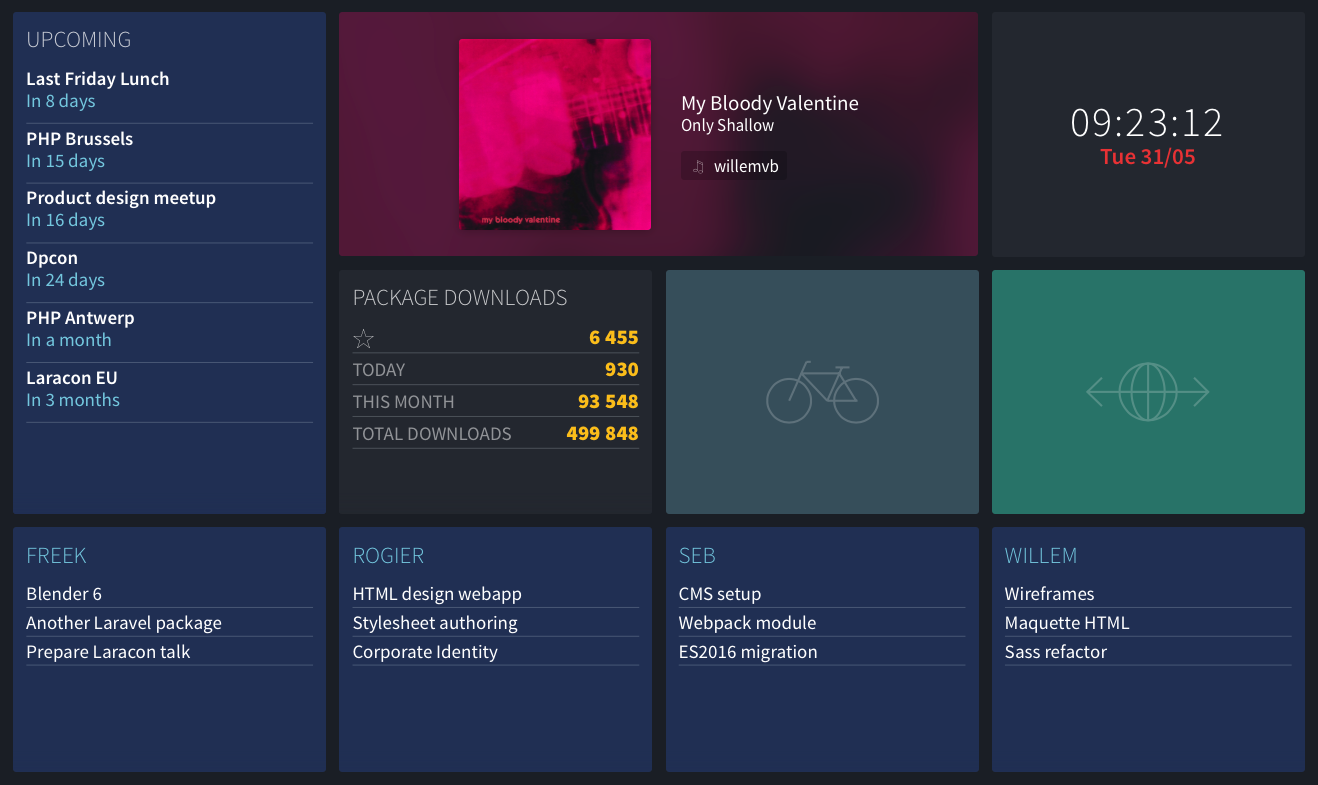 UPCOMING
Last Friday Lunch
In 8 days
PHP Brussels
In 15 days
Product design meetup
In 16 days
Dpcon
In 24 days
PHP Antwerp
In a month
Laracon EU
In 3 months
my bloody valentine
My Bloody Valentine
Only Shallow
willemvb
09:23:12
Tue 31/05
PACKAGE DOWNLOADS
☆ 6 455
TODAY 930
THIS MONTH 93 548
TOTAL DOWNLOADS 499 848
FREEK
Blender 6
Another Laravel package
Prepare Laracon talk
ROGIER
HTML design webapp
Stylesheet authoring
Corporate Identity
SEB
CMS setup
Webpack module
ES2016 migration
WILLEM
Wireframes
Maquette HTML
Sass refactor